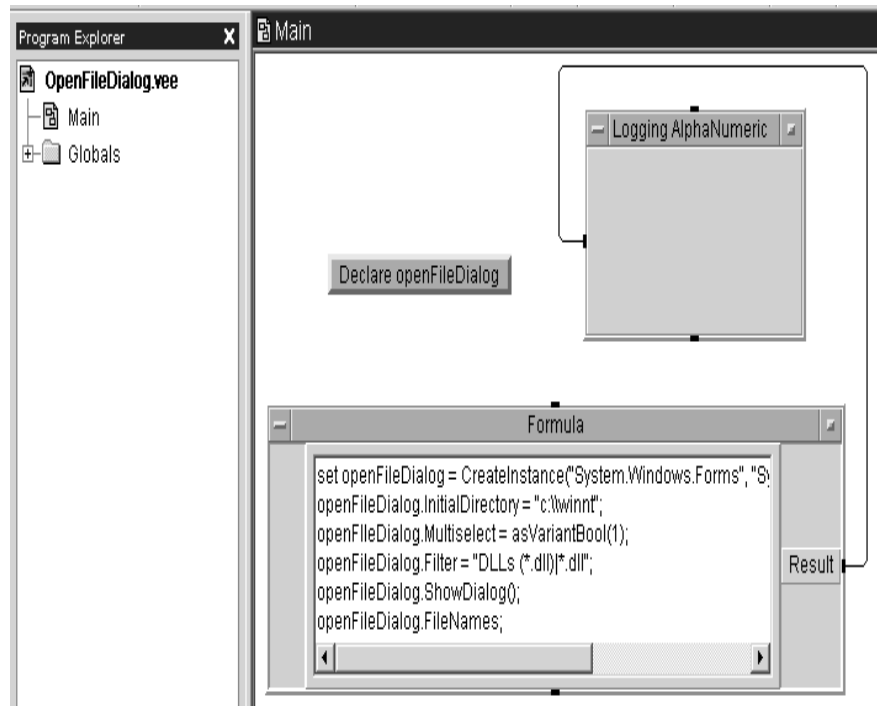 Program Explorer
Main
OpenFileDialog.vee
Main
Globals
Logging AlphaNumeric
Declare openFileDialog
Formula
set openFileDialog = CreateInstance("System.Windows.Forms", "Sy
openFileDialog.InitialDirectory = "c:\\winnt";
openFIleDialog.Multiselect = asVariantBool(1);
openFIleDialog.Filter = "DLLs (*.dll)|*.dll";
openFIleDialog.ShowDialog();
openFIleDialog.FileNames;
Result